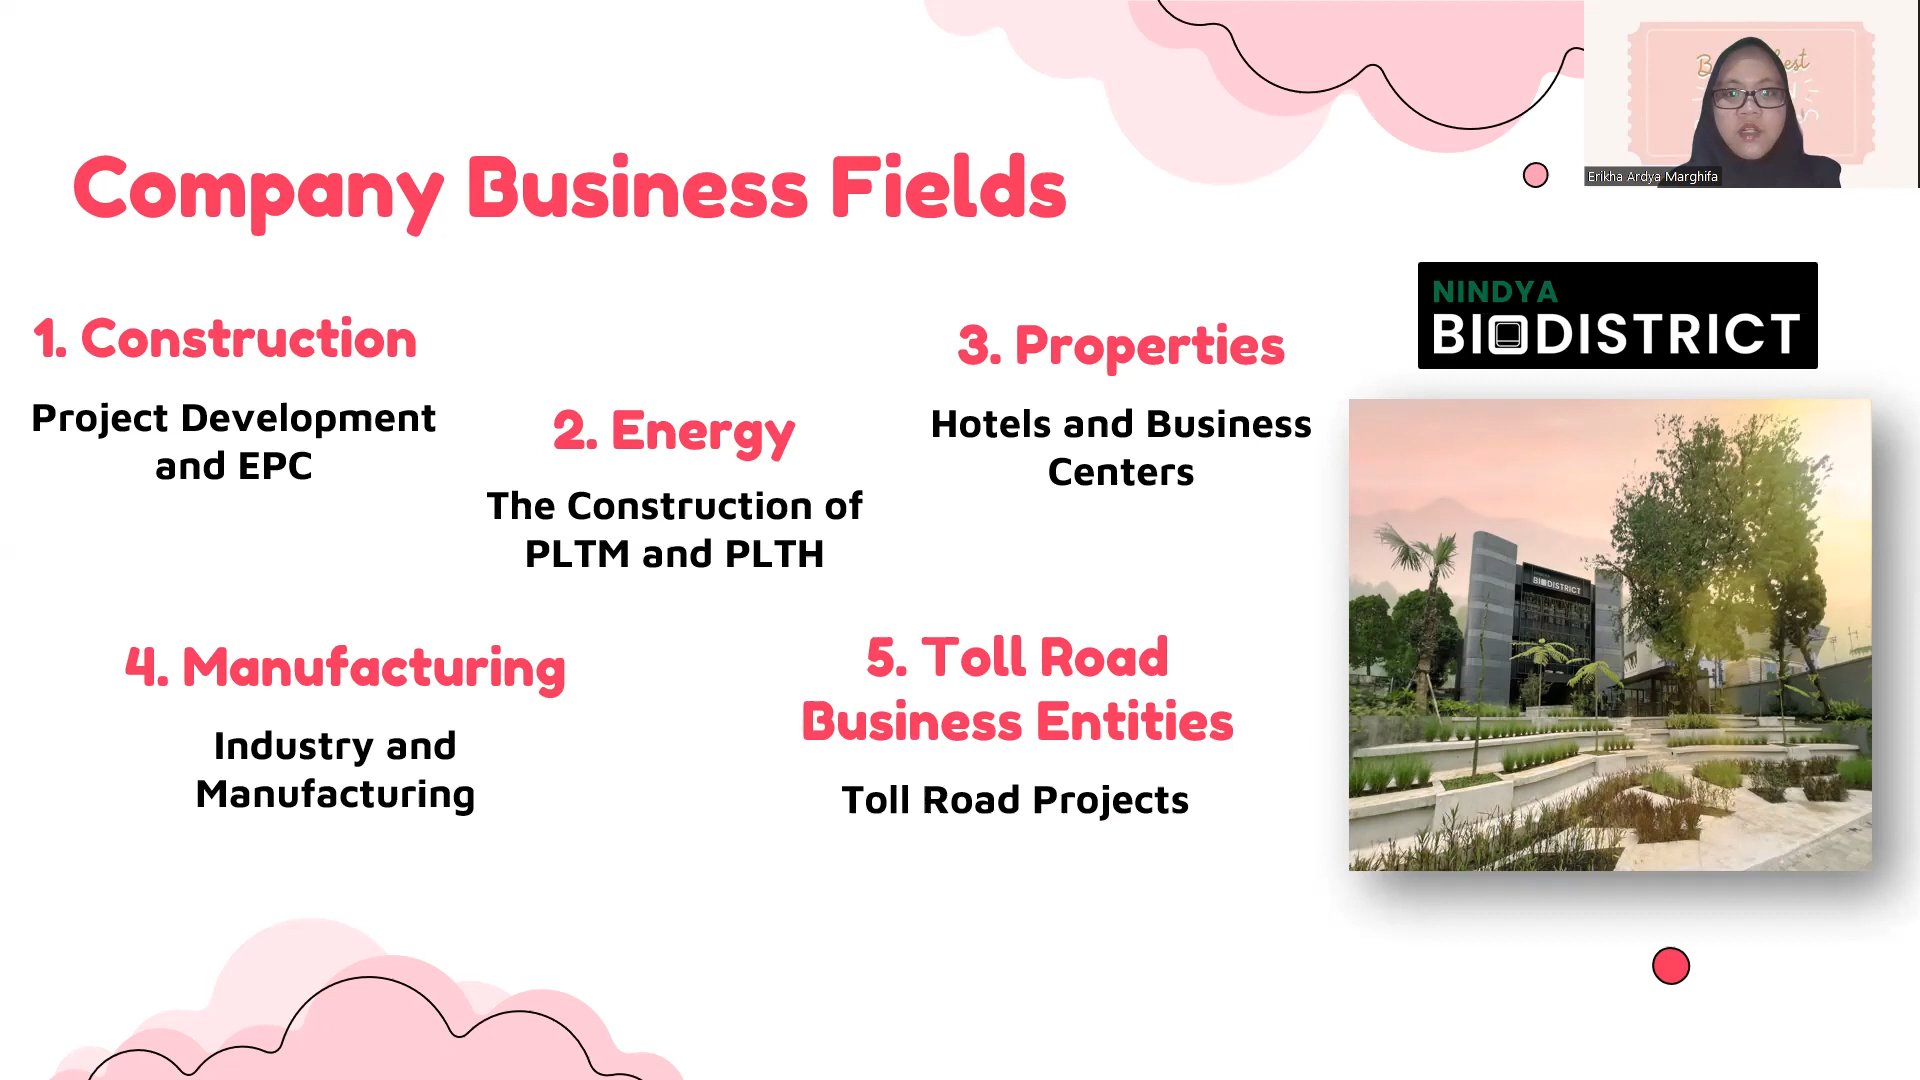 Company Business Fields
Erikha Ardya Marghifa
NINDYA
BIODISTRICT
1. Construction
Project Development
and EPC
2. Energy
The Construction of
PLTM and PLTH
3. Properties
Hotels and Business
Centers
4. Manufacturing
Industry and
Manufacturing
5. Toll Road
Business Entities
Toll Road Projects
BIODISTRICT